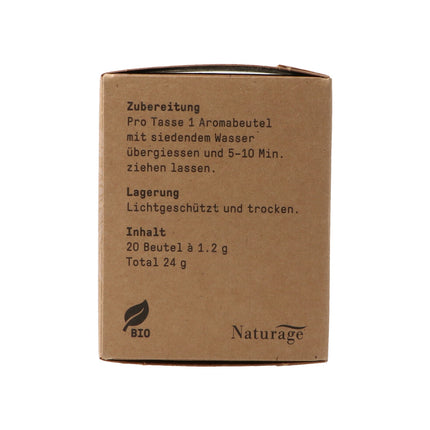 Zubereitung
Pro Tasse 1 Aromabeutel
mit siedendem Wasser
übergiessen und 5–10 Min.
ziehen lassen.
Lagerung
Lichtgeschützt und trocken.
Inhalt
20 Beutel à 1.2 g
Total 24 g
BIO
Naturage